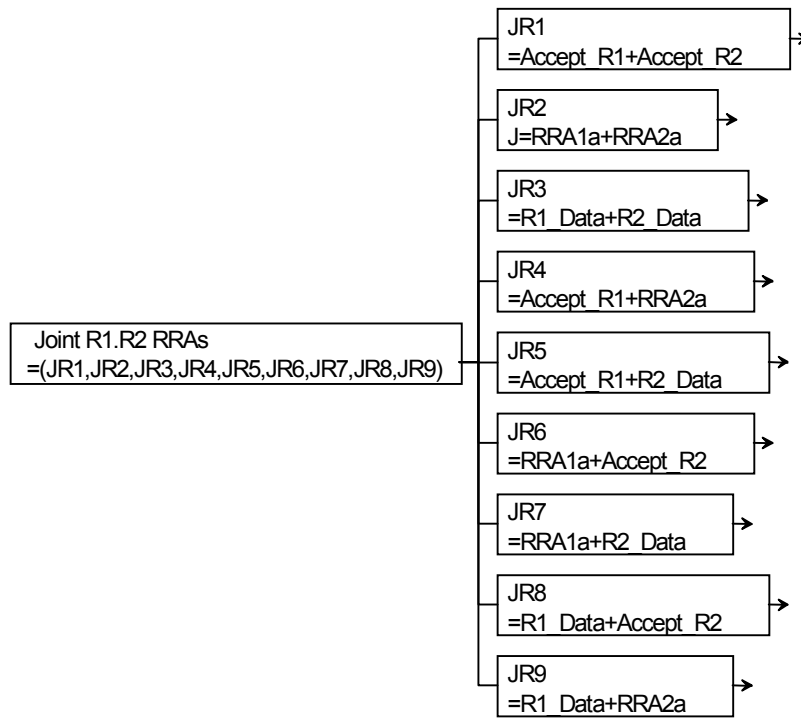 JR1
=Accept_R1+Accept_R2
JR2
J=RRA1a+RRA2a
JR3
=R1_Data+R2_Data
JR4
=Accept_R1+RRA2a
Joint R1.R2 RRAs
=(JR1,JR2,JR3,JR4,JR5,JR6,JR7,JR8,JR9)
JR5
=Accept_R1+R2_Data
JR6
=RRA1a+Accept_R2
JR7
=RRA1a+R2_Data
JR8
=R1_Data+Accept_R2
JR9
=R1_Data+RRA2a